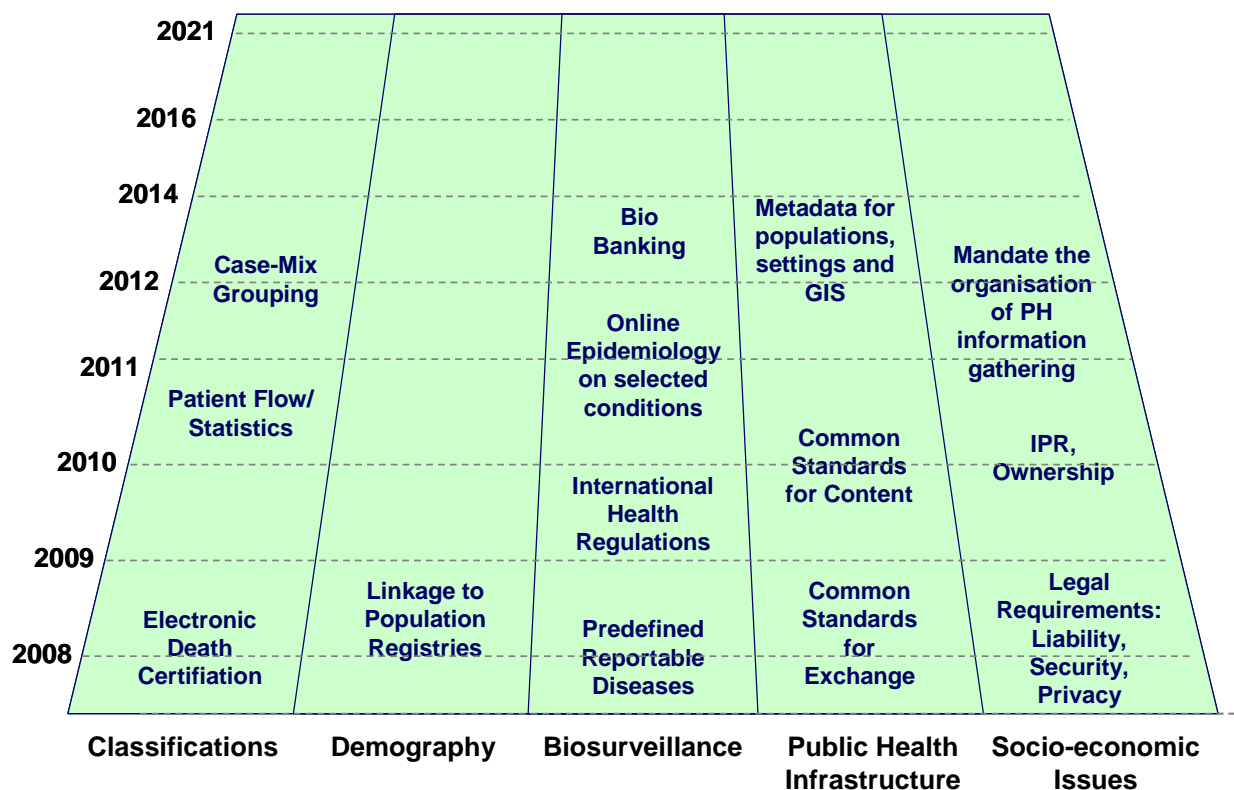 2021
2016
2014
2012
2011
2010
2009
2008
Case-Mix
Grouping
Patient Flow/
Statistics
Electronic
Death
Certifiation
Linkage to
Population
Registries
Bio
Banking
Online
Epidemiology
on selected
conditions
International
Health
Regulations
Predefined
Reportable
Diseases
Metadata for
populations,
settings and
GIS
Common
Standards
for Content
Common
Standards
for
Exchange
Mandate the
organisation
of PH
information
gathering
IPR,
Ownership
Legal
Requirements:
Liability,
Security,
Privacy
Classifications
Demography
Biosurveillance
Public Health
Infrastructure
Socio-economic
Issues